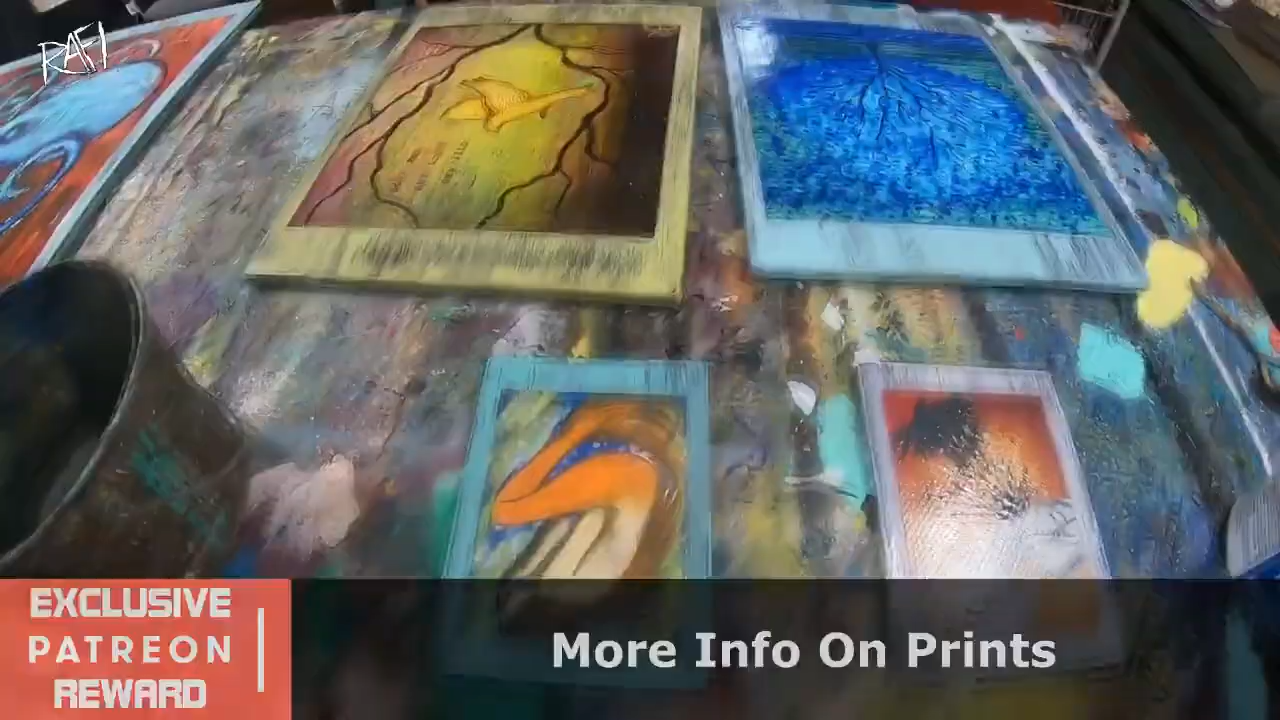 RAFI
EXCLUSIVE
PATREON
REWARD
More Info On Prints